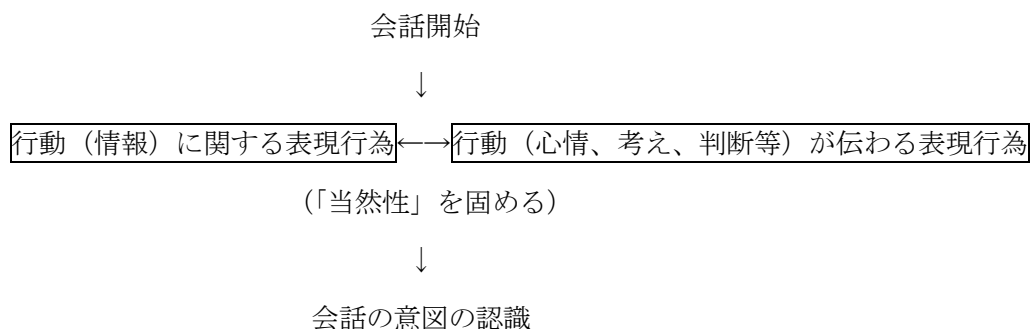 会話開始
↓
行動（情報）に関する表現行為←→行動（心情、考え、判断等）が伝わる表現行為
（「当然性」を固める）
↓
会話の意図の認識